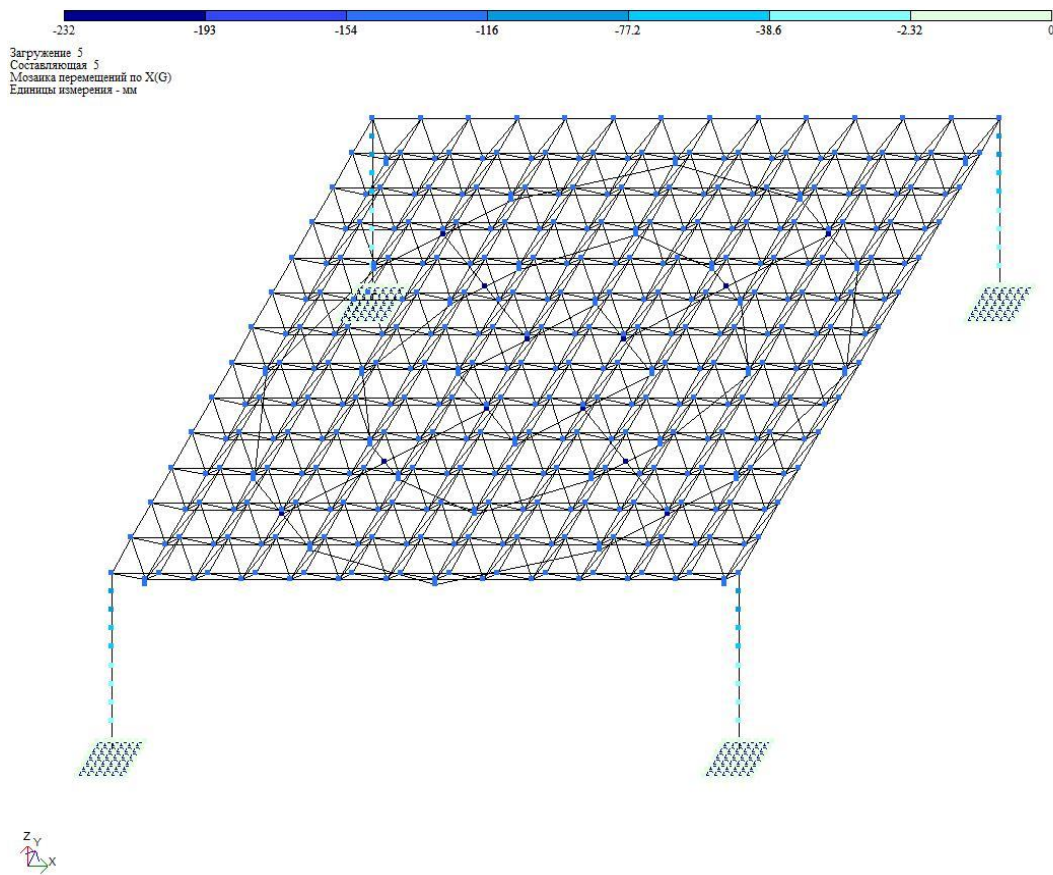 -232 -193 -154 -116 -77.2 -38.6 -2.32 0
Загружение 5
Составляющая 5
Мозаика перемещений по X(G)
Единицы измерения - мм
Z
Y
X